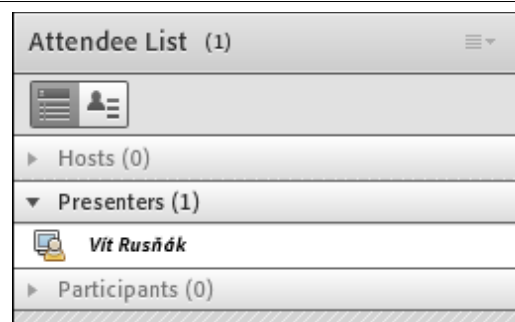 Attendee List (1)
Hosts (0)
Presenters (1)
Vít Rusňák
Participants (0)